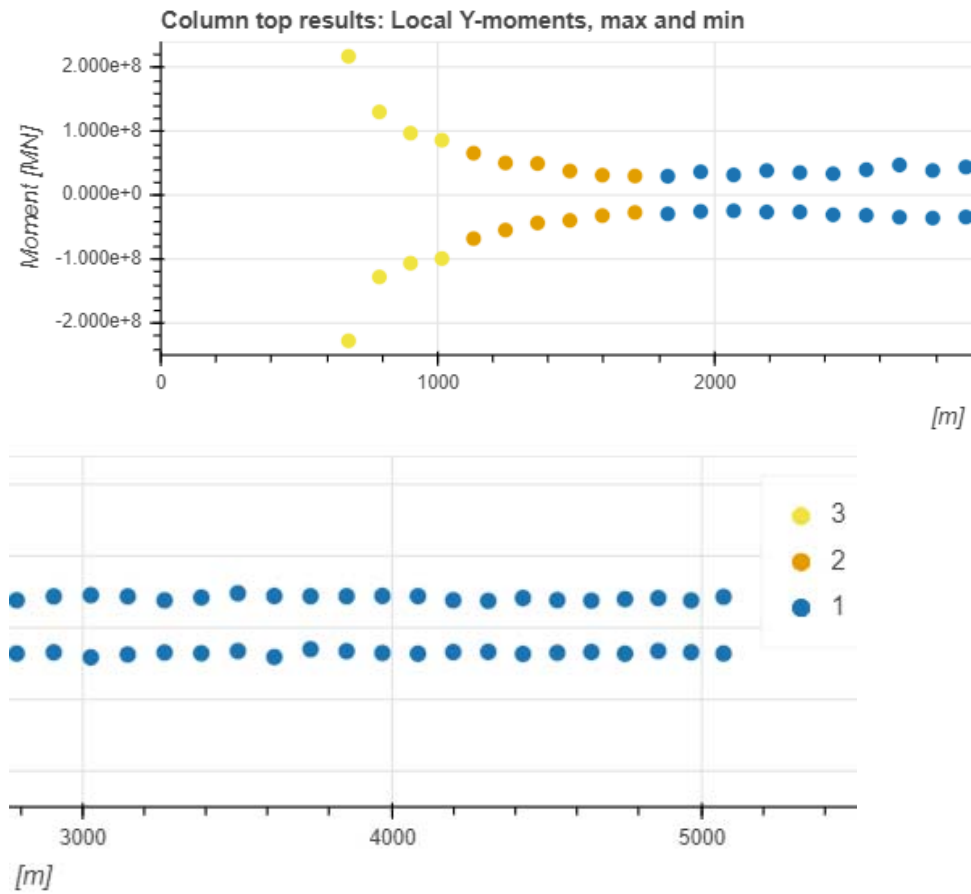 Column top results: Local Y-moments, max and min
Moment [MN]
2.000e+8
1.000e+8
0.000e+0
-1.000e+8
-2.000e+8
0 1000 2000
[m]
3
2
1
3000 4000 5000
[m]